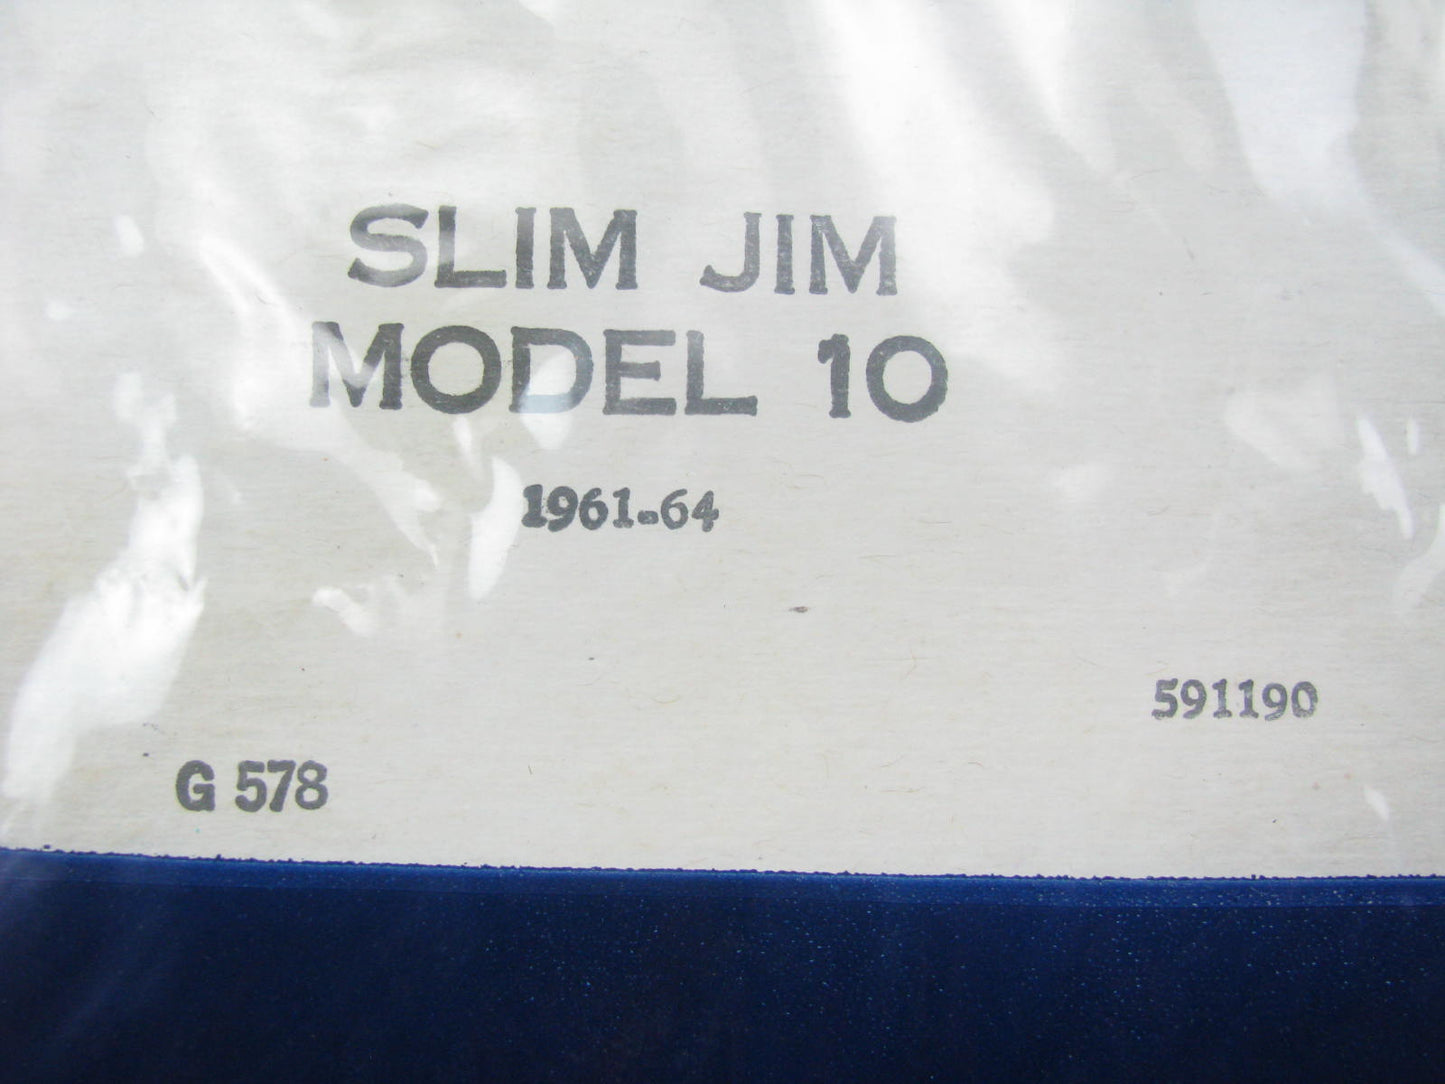 SLIM JIM
MODEL 10
1961-64
591190
G 578